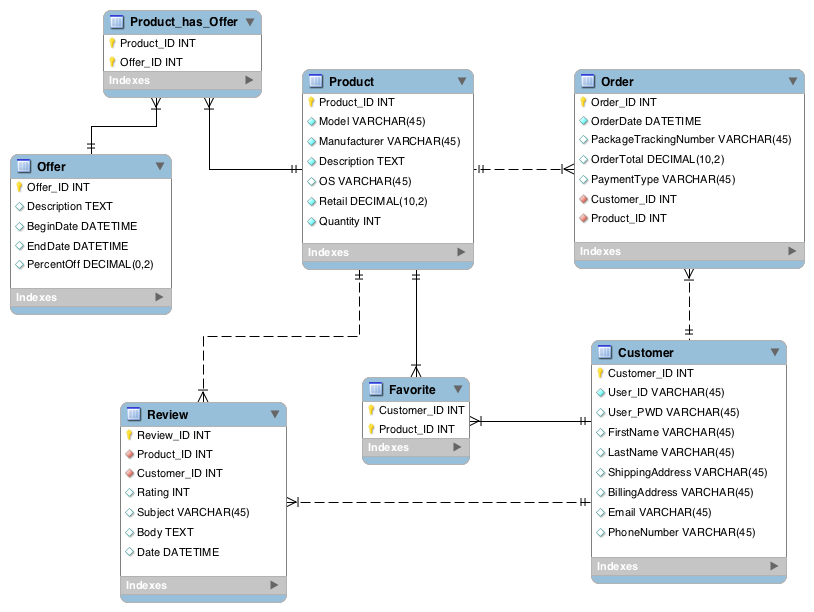 Product_has_Offer
Product_ID INT
Offer_ID INT
Indexes
Product
Product_ID INT
Model VARCHAR(45)
Manufacturer VARCHAR(45)
Description TEXT
OS VARCHAR(45)
Retail DECIMAL(10,2)
Quantity INT
Indexes
Order
Order_ID INT
OrderDate DATETIME
PackageTrackingNumber VARCHAR(45)
OrderTotal DECIMAL(10,2)
PaymentType VARCHAR(45)
Customer_ID INT
Product_ID INT
Indexes
Offer
Offer_ID INT
Description TEXT
BeginDate DATETIME
EndDate DATETIME
PercentOff DECIMAL(0,2)
Indexes
Customer
Customer_ID INT
User_ID VARCHAR(45)
User_PWD VARCHAR(45)
FirstName VARCHAR(45)
LastName VARCHAR(45)
ShippingAddress VARCHAR(45)
BillingAddress VARCHAR(45)
Email VARCHAR(45)
PhoneNumber VARCHAR(45)
Indexes
Favorite
Customer_ID INT
Product_ID INT
Indexes
Review
Review_ID INT
Product_ID INT
Customer_ID INT
Rating INT
Subject VARCHAR(45)
Body TEXT
Date DATETIME
Indexes